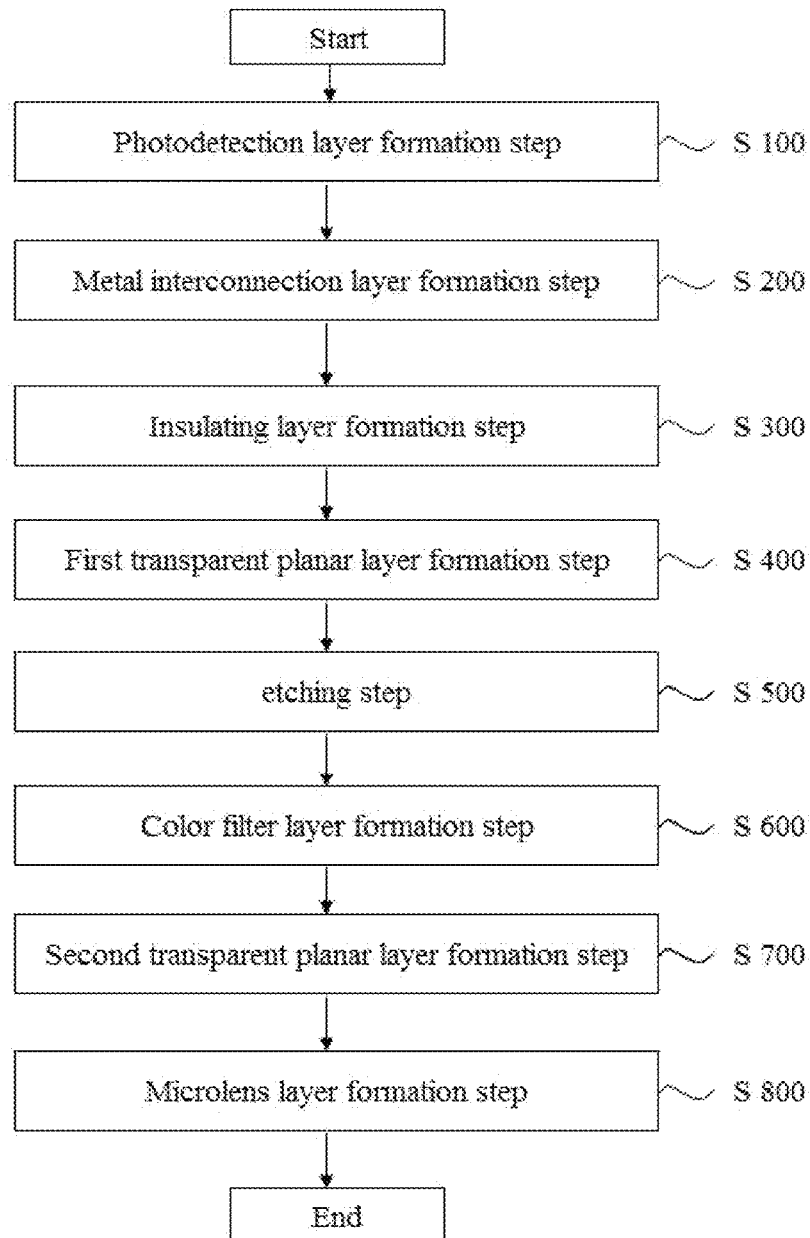 Start
Photodetection layer formation step S 100
Metal interconnection layer formation step S 200
Insulating layer formation step S 300
First transparent planar layer formation step S 400
etching step S 500
Color filter layer formation step S 600
Second transparent planar layer formation step S 700
Microlens layer formation step S 800
End